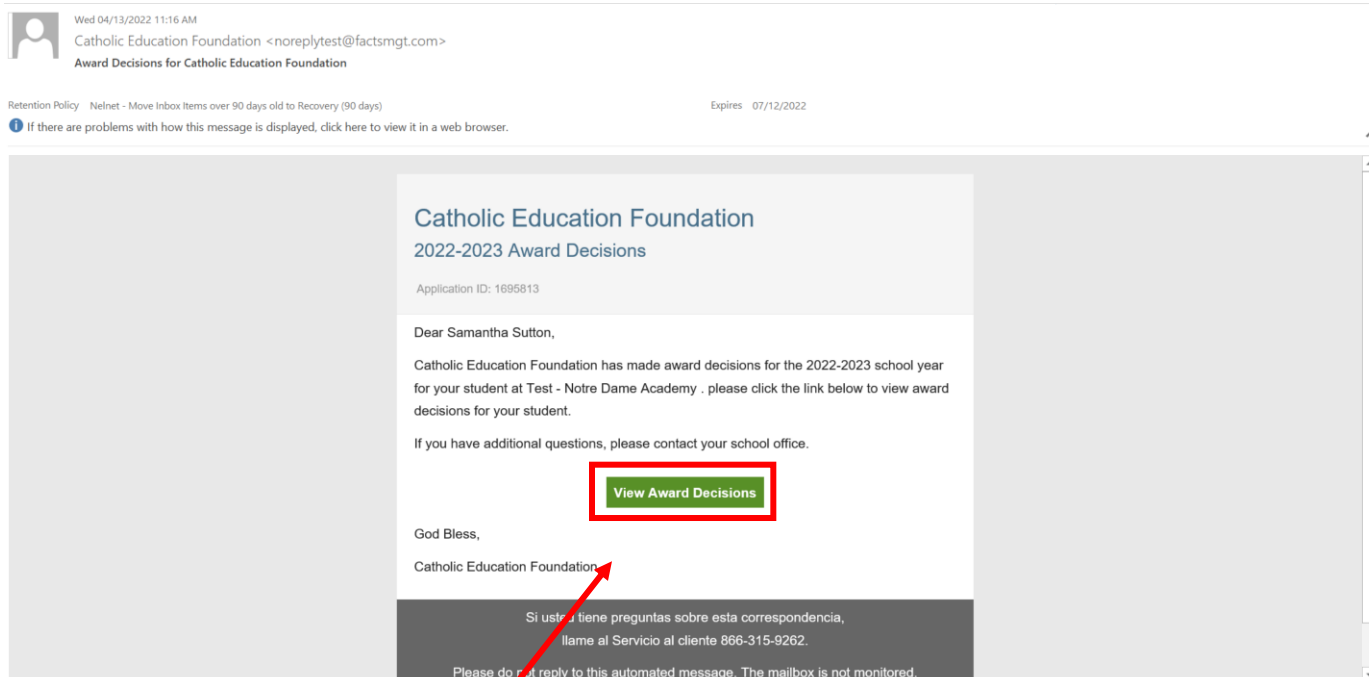 Wed 04/13/2022 11:16 AM
Catholic Education Foundation <noreplytest@factsmgt.com>
Award Decisions for Catholic Education Foundation
Retention Policy Nelnet - Move Inbox Items over 90 days old to Recovery (90 days) Expires 07/12/2022
If there are problems with how this message is displayed, click here to view it in a web browser.
Catholic Education Foundation
2022-2023 Award Decisions
Application ID: 1695813
Dear Samantha Sutton,
Catholic Education Foundation has made award decisions for the 2022-2023 school year
for your student at Test - Notre Dame Academy . please click the link below to view award
decisions for your student.
If you have additional questions, please contact your school office.
View Award Decisions
God Bless,
Catholic Education Foundation
Si usted tiene preguntas sobre esta correspondencia,
llame al Servicio al cliente 866-315-9262.
Please do not reply to this automated message. The mailbox is not monitored.